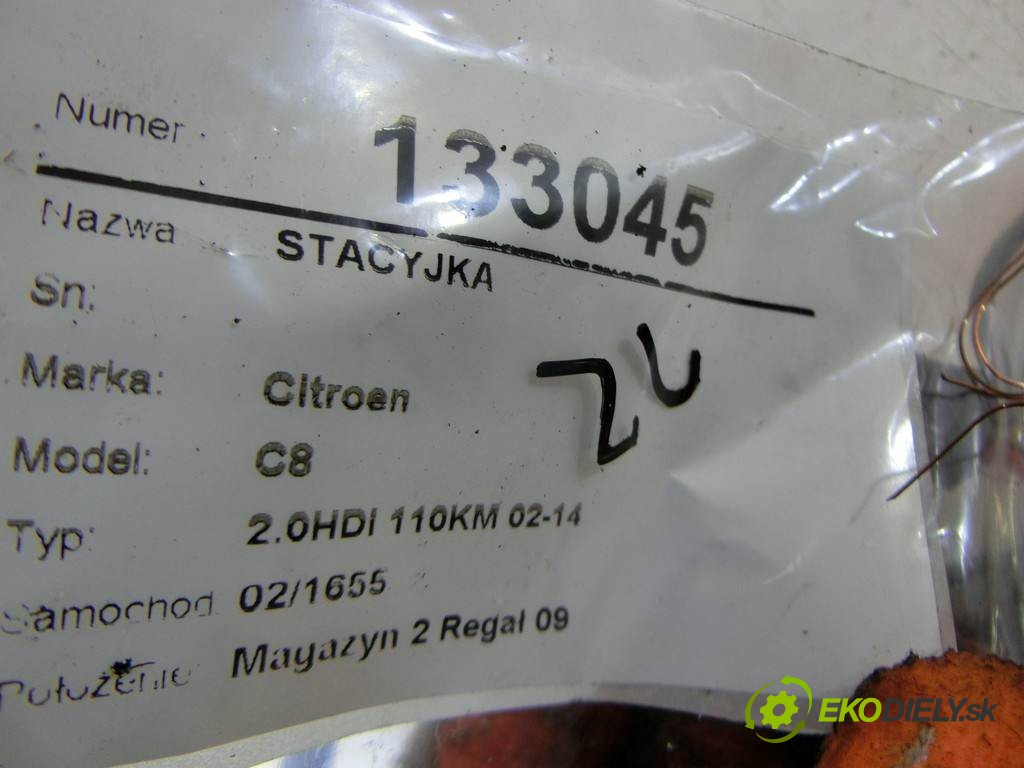 Numer 133045
Nazwa STACYJKA
Sn:
Marka: Citroen
Model: C8
Typ: 2.0HDI 110KM 02-14
Samochod 02/1655
Położenie Magazyn 2 Regał 09
EKODIELY.sk